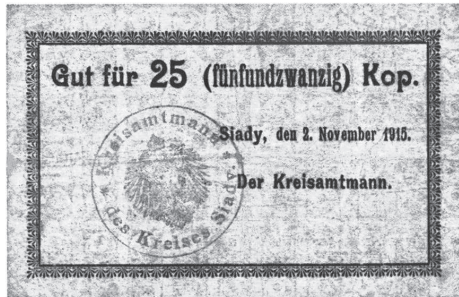 Gut für 25 (fünfundzwanzig) Kop.
Siady, den 2. November 1915.
Der Kreisamtmann.
* Kreisamtmann *
des Kreises Siady